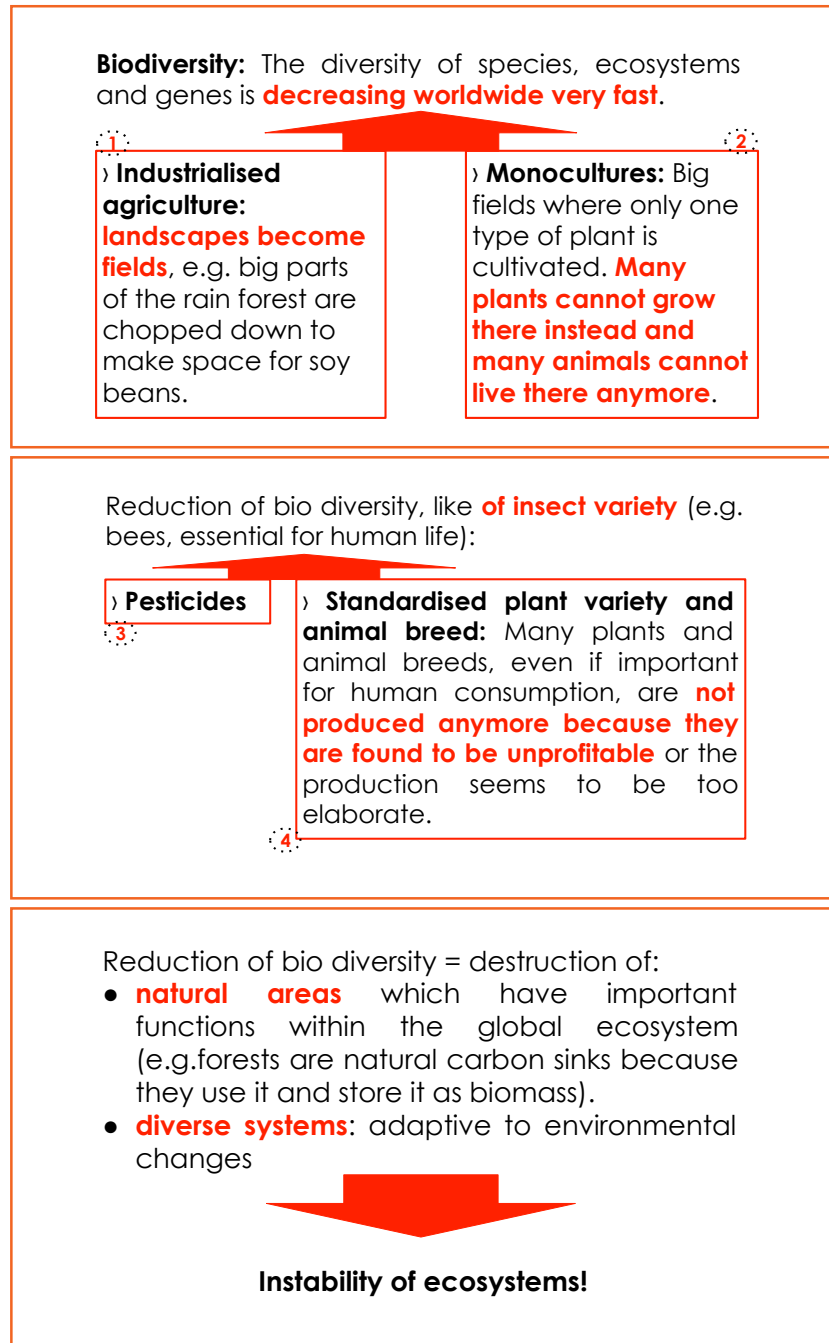 Biodiversity: The diversity of species, ecosystems
and genes is decreasing worldwide very fast.
1
› Industrialised
agriculture:
landscapes become
fields, e.g. big parts
of the rain forest are
chopped down to
make space for soy
beans.
2
› Monocultures: Big
fields where only one
type of plant is
cultivated. Many
plants cannot grow
there instead and
many animals cannot
live there anymore.
Reduction of bio diversity, like of insect variety (e.g.
bees, essential for human life):
› Pesticides
3
› Standardised plant variety and
animal breed: Many plants and
animal breeds, even if important
for human consumption, are not
produced anymore because they
are found to be unprofitable or the
production seems to be too
elaborate.
4
Reduction of bio diversity = destruction of:
● natural areas which have important
functions within the global ecosystem
(e.g.forests are natural carbon sinks because
they use it and store it as biomass).
● diverse systems: adaptive to environmental
changes
Instability of ecosystems!